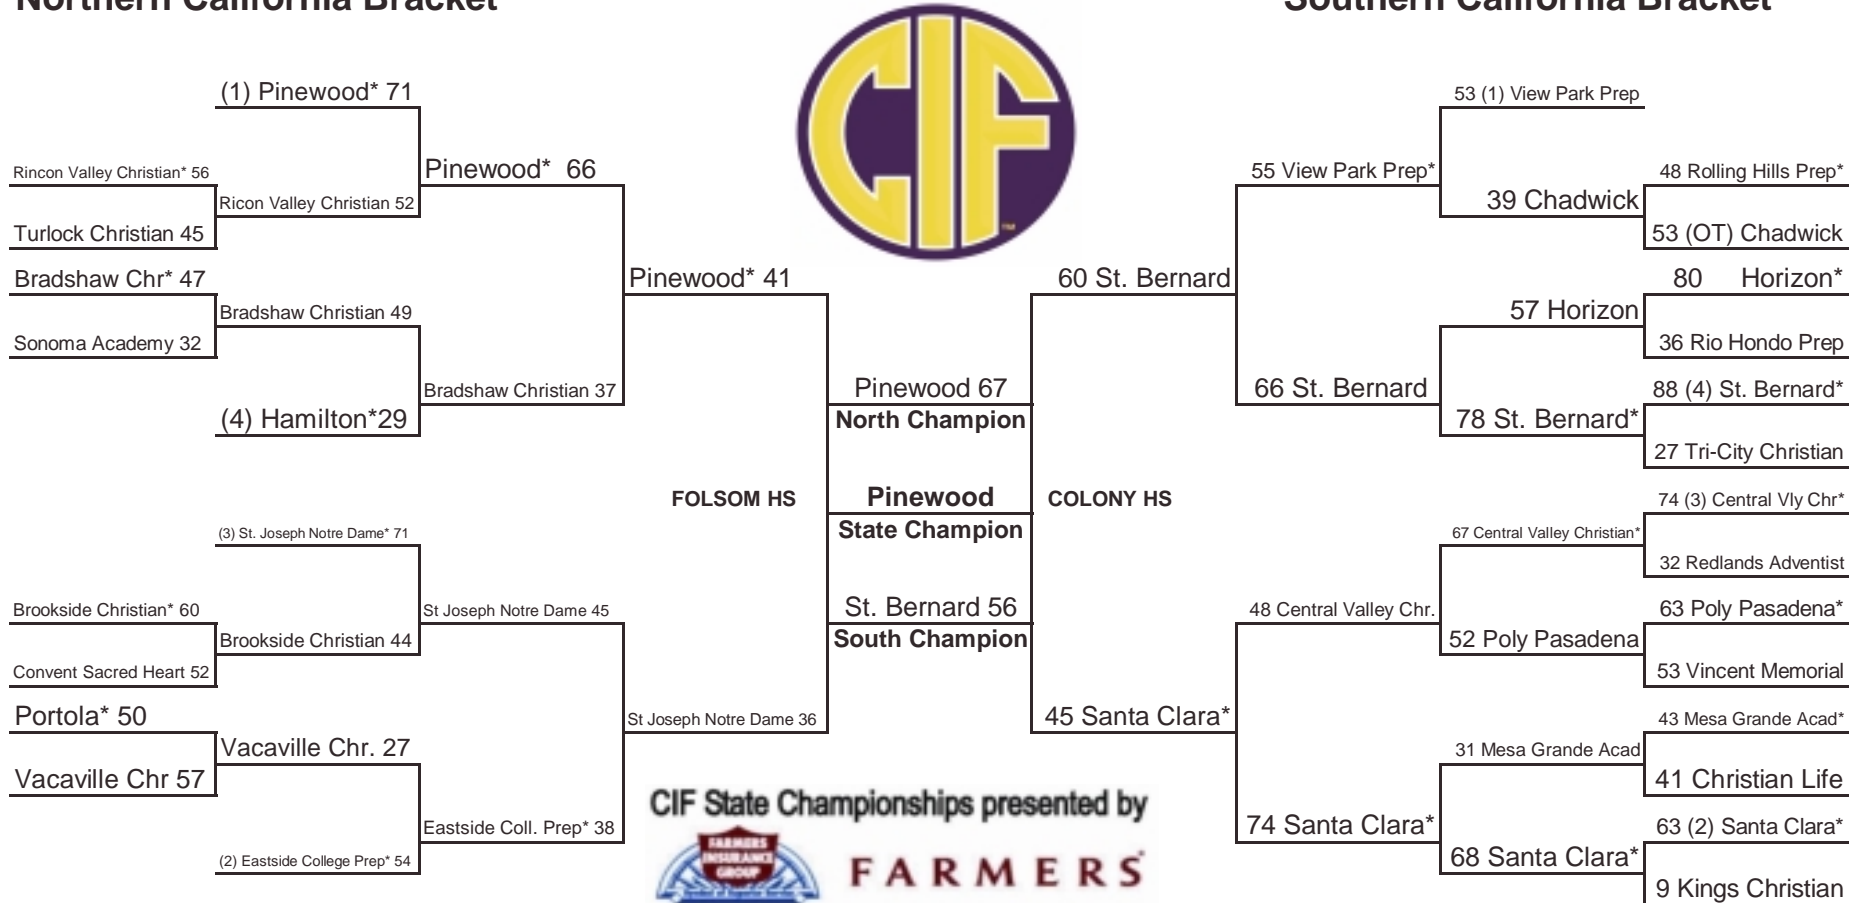 Northern California Bracket
Southern California Bracket
CIF
TM
(1) Pinewood* 71
Rincon Valley Christian* 56
Ricon Valley Christian 52
Turlock Christian 45
Pinewood* 66
Bradshaw Chr* 47
Bradshaw Christian 49
Sonoma Academy 32
Bradshaw Christian 37
(4) Hamilton*29
Pinewood* 41
(3) St. Joseph Notre Dame* 71
Brookside Christian* 60
Brookside Christian 44
Convent Sacred Heart 52
St Joseph Notre Dame 45
Portola* 50
Vacaville Chr. 27
Vacaville Chr 57
Eastside Coll. Prep* 38
(2) Eastside College Prep* 54
St Joseph Notre Dame 36
FOLSOM HS
Pinewood 67
North Champion
Pinewood
State Champion
St. Bernard 56
South Champion
COLONY HS
60 St. Bernard
45 Santa Clara*
55 View Park Prep*
66 St. Bernard
48 Central Valley Chr.
74 Santa Clara*
53 (1) View Park Prep
39 Chadwick
57 Horizon
78 St. Bernard*
67 Central Valley Christian*
52 Poly Pasadena
31 Mesa Grande Acad
68 Santa Clara*
48 Rolling Hills Prep*
53 (OT) Chadwick
80 Horizon*
36 Rio Hondo Prep
88 (4) St. Bernard*
27 Tri-City Christian
74 (3) Central Vly Chr*
32 Redlands Adventist
63 Poly Pasadena*
53 Vincent Memorial
43 Mesa Grande Acad*
41 Christian Life
63 (2) Santa Clara*
9 Kings Christian
CIF State Championships presented by
FARMERS
INSURANCE
GROUP
FARMERS